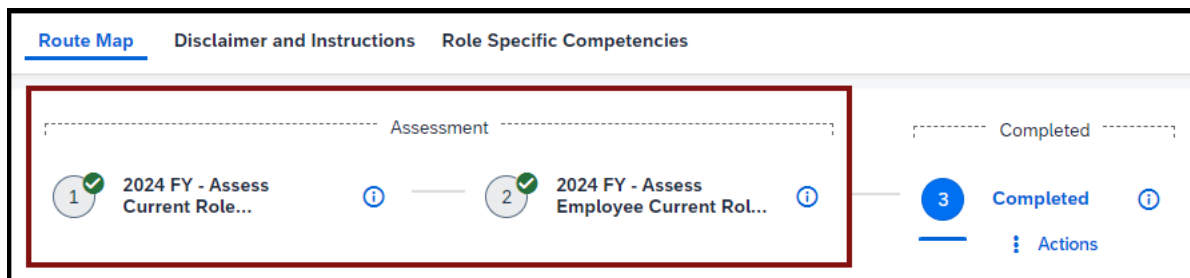 Route Map Disclaimer and Instructions Role Specific Competencies
Assessment Completed
1 2024 FY - Assess
Current Role...
2 2024 FY - Assess
Employee Current Rol...
3 Completed
Actions